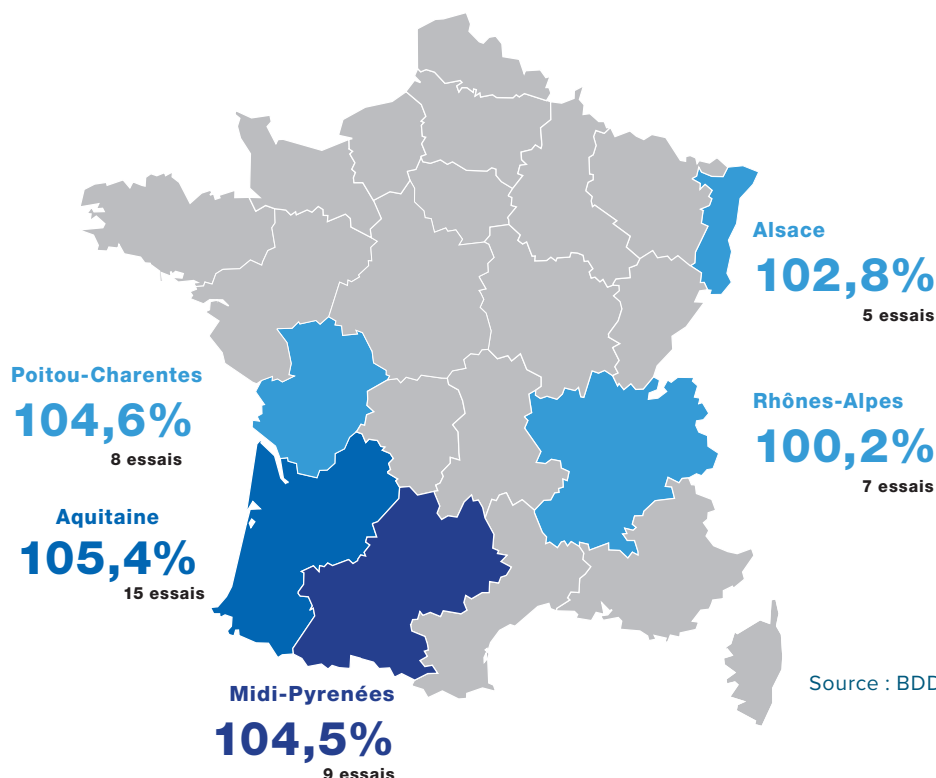 Alsace
102,8%
5 essais
Poitou-Charentes
104,6%
8 essais
Rhônes-Alpes
100,2%
7 essais
Aquitaine
105,4%
15 essais
Midi-Pyrenées
104,5%
9 essais
Source : BDD